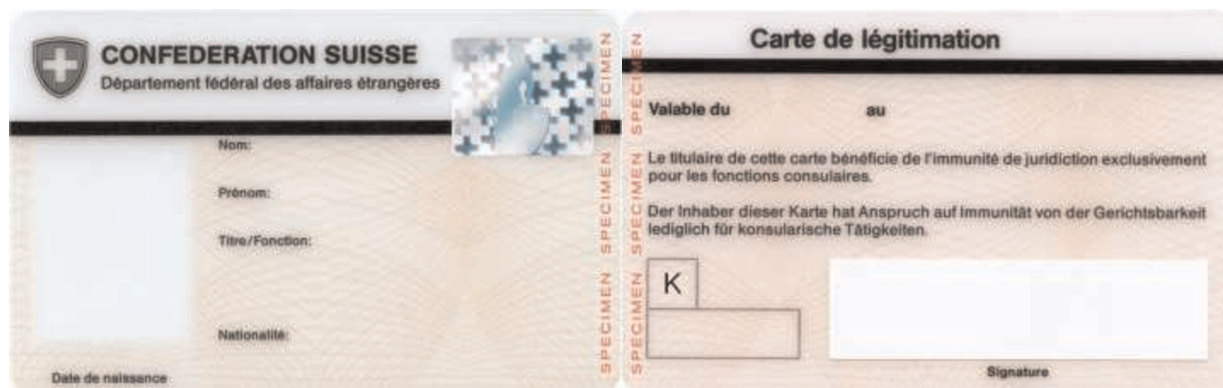 CONFEDERATION SUISSE
Département fédéral des affaires étrangères
Nom:
Prénom:
Titre/Fonction:
Nationalité:
Date de naissance
SPECIMEN SPECIMEN SPECIMEN
SPECIMEN SPECIMEN SPECIMEN
Carte de légitimation
Valable du au
Le titulaire de cette carte bénéficie de l'immunité de juridiction exclusivement
pour les fonctions consulaires.
Der Inhaber dieser Karte hat Anspruch auf Immunität von der Gerichtsbarkeit
lediglich für konsularische Tätigkeiten.
K
Signature